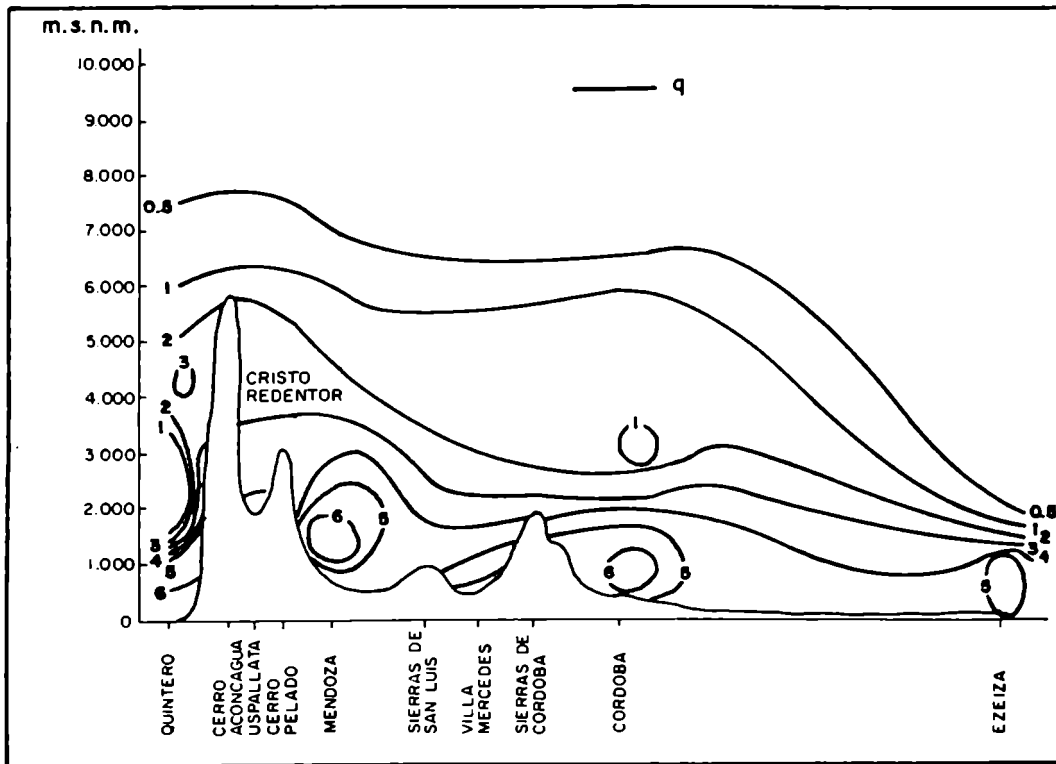 m.s.n.m.
10.000
9.000
8.000
7.000
6.000
5.000
4.000
3.000
2.000
1.000
0
q
0.5
1
2
3
2
1
3
4
5
6
CRISTO
REDENTOR
6
5
1
6
5
5
0.5
1
2
3
4
QUINTERO
CERRO
ACONCAGUA
USPALLATA
CERRO
PELADO
MENDOZA
SIERRAS DE
SAN LUIS
VILLA
MERCEDES
SIERRAS DE
CORDOBA
CORDOBA
EZEIZA